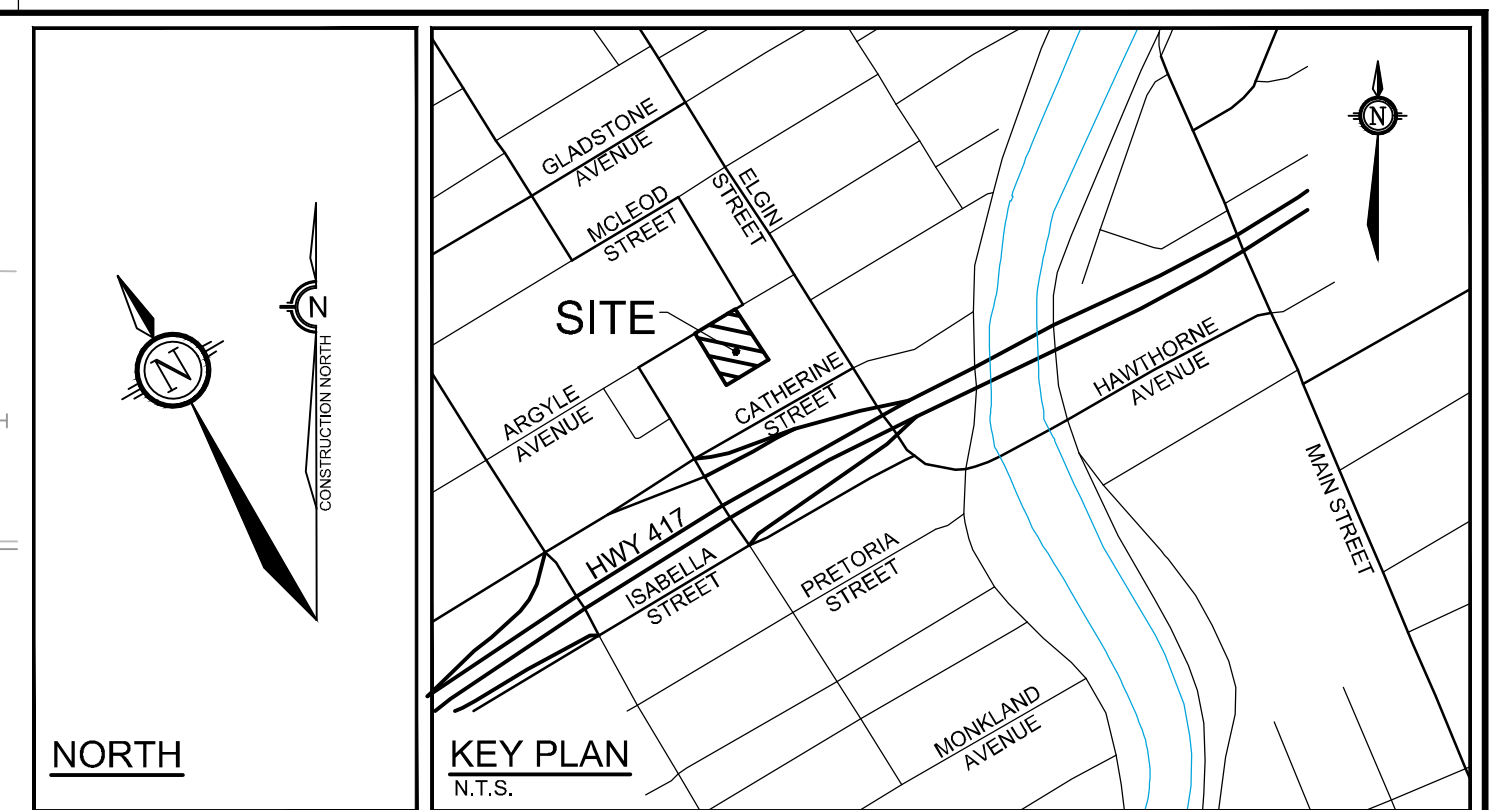 N
N
CONSTRUCTION NORTH
NORTH
GLADSTONE
AVENUE
MCLEOD
STREET
ELGIN
STREET
N
SITE
ARGYLE
AVENUE
CATHERINE
STREET
HAWTHORNE
AVENUE
MAIN STREET
HWY 417
ISABELLA
STREET
PRETORIA
STREET
MONKLAND
AVENUE
KEY PLAN
N.T.S.